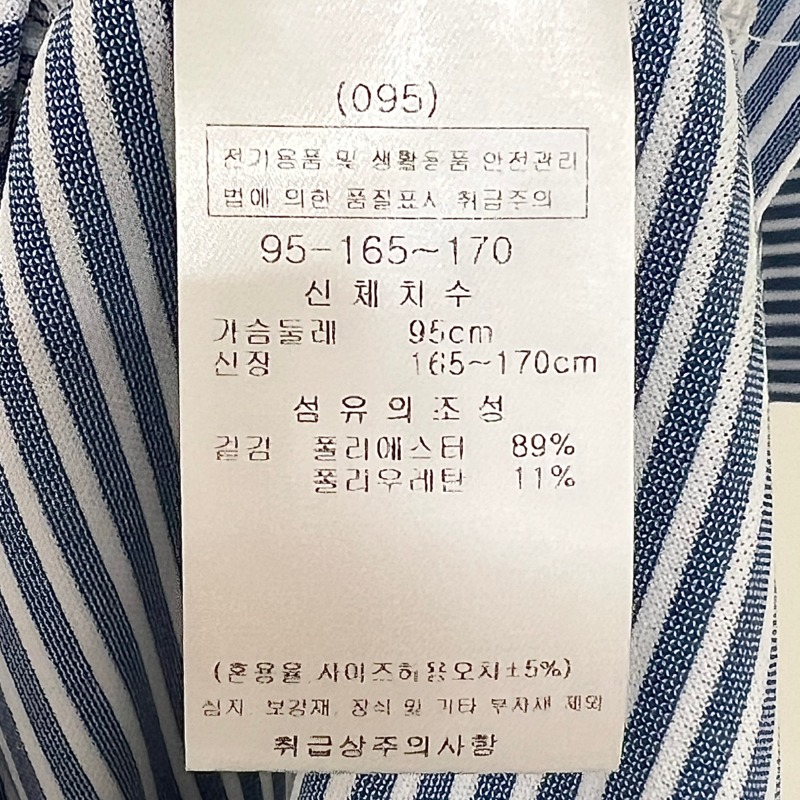 (095)
전기용품 및 생활용품 안전관리
법에 의한 품질표시 취급주의
95-165~170
신체치수
가슴둘레 95cm
신장 165~170cm
섬유의 조성
겉감 폴리에스터 89%
폴리우레탄 11%
(혼용율, 사이즈허용오차±5%)
심지, 보강재, 장식 및 기타 부자재 제외
취급상주의사항